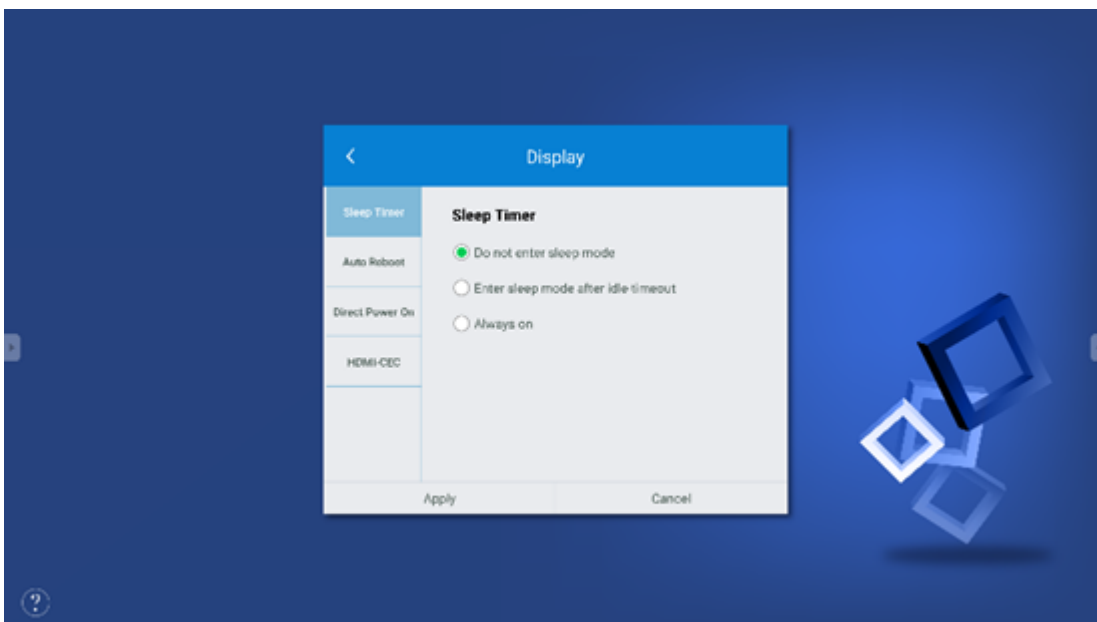 Display
Sleep Timer
Auto Reboot
Direct Power On
HDMI-CEC
Sleep Timer
Do not enter sleep mode
Enter sleep mode after idle timeout
Always on
Apply
Cancel
?